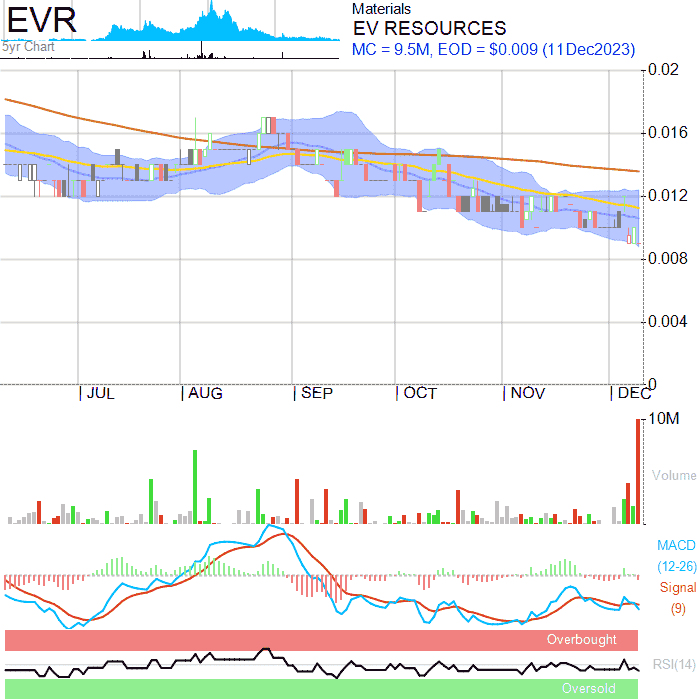 EVR
5yr Chart
Materials
EV RESOURCES
MC = 9.5M, EOD = $0.009 (11Dec2023)
0.02
0.016
0.012
0.008
0.004
0
JUL AUG SEP OCT NOV DEC
10M
Volume
MACD
(12-26)
Signal
(9)
Overbought
RSI(14)
Oversold